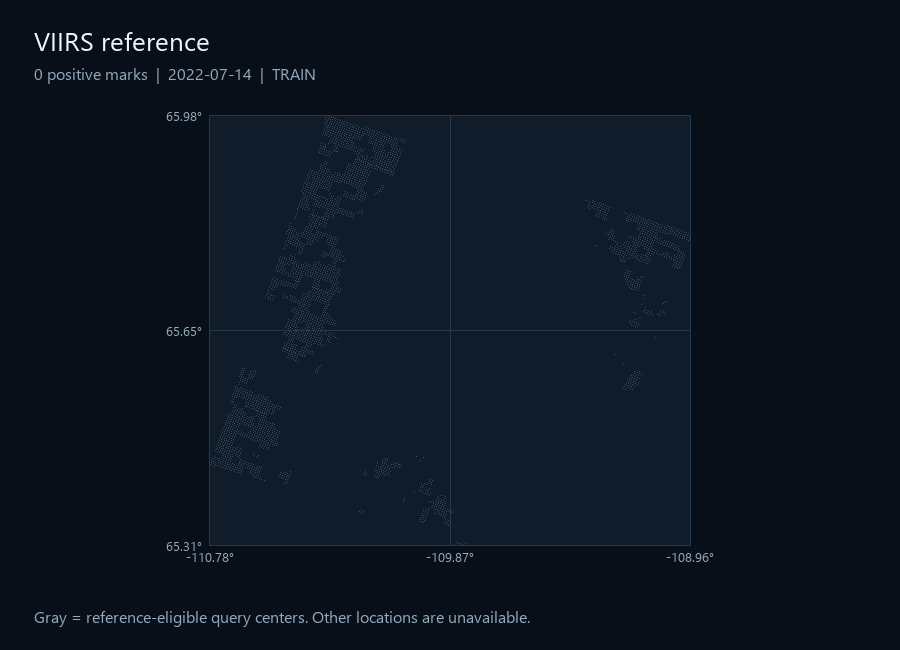 VIIRS reference
0 positive marks | 2022-07-14 | TRAIN
65.98°
65.65°
65.31°
-110.78°
-109.87°
-108.96°
Gray = reference-eligible query centers. Other locations are unavailable.